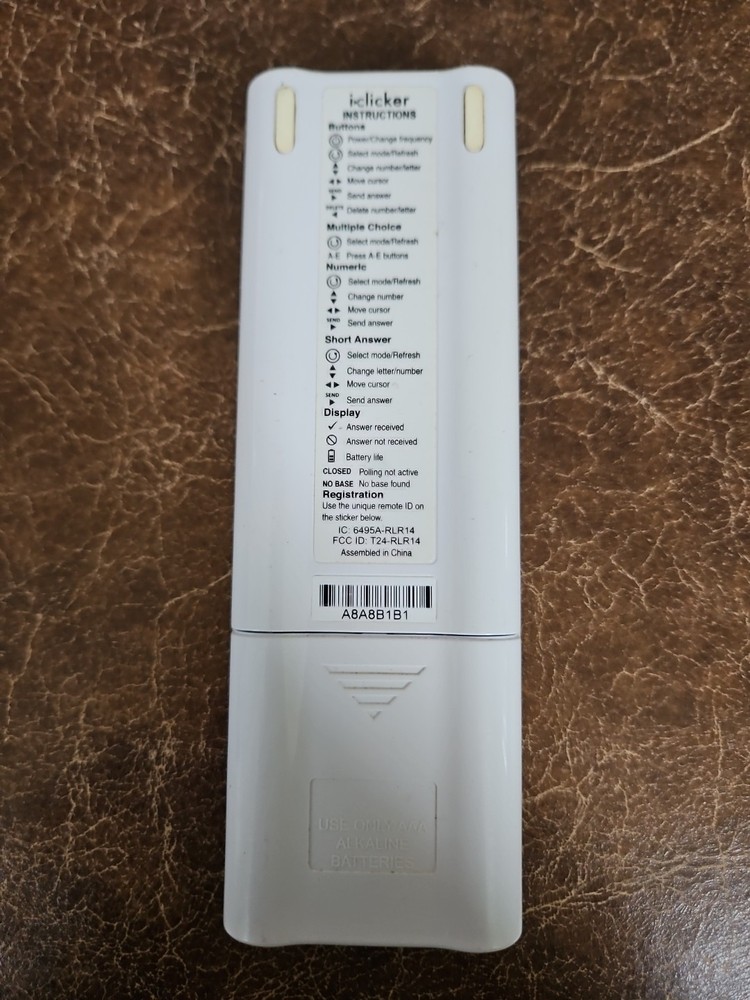 i-clicker
INSTRUCTIONS
Buttons
Power/Change frequency
Select mode/Refresh
Change number/letter
Move cursor
SEND Send answer
DELETE Delete number/letter
Multiple Choice
Select mode/Refresh
A-E Press A-E buttons
Numeric
Select mode/Refresh
Change number
Move cursor
SEND Send answer
Short Answer
Select mode/Refresh
Change letter/number
Move cursor
SEND Send answer
Display
Answer received
Answer not received
Battery life
CLOSED Polling not active
NO BASE No base found
Registration
Use the unique remote ID on
the sticker below.
IC: 6495A-RLR14
FCC ID: T24-RLR14
Assembled in China
A8A8B1B1
USE ONLY AAA
ALKALINE
BATTERIES